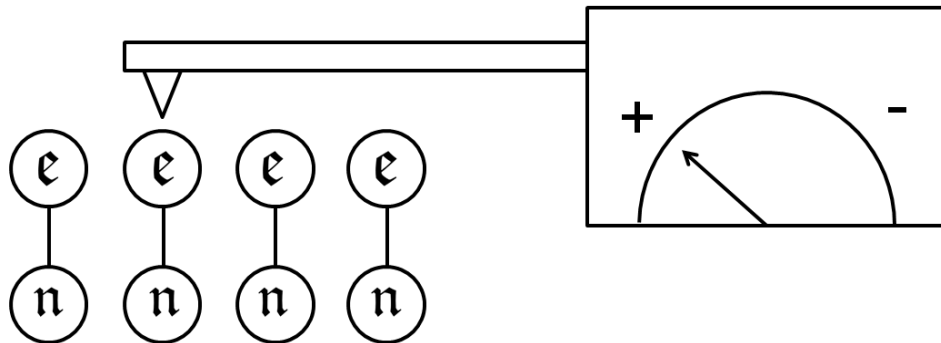 + -
𝔢 𝔢 𝔢 𝔢
𝔫 𝔫 𝔫 𝔫